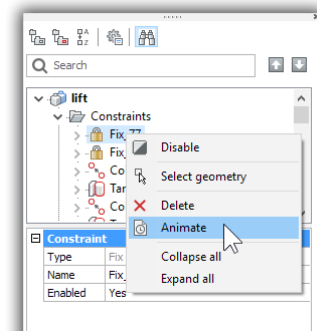 Search
lift
Constraints
Fix_77
Fix_
Co
Tan
Co
Disable
Select geometry
Delete
Animate
Collapse all
Expand all
Constraint
Type Fix
Name Fix_
Enabled Yes